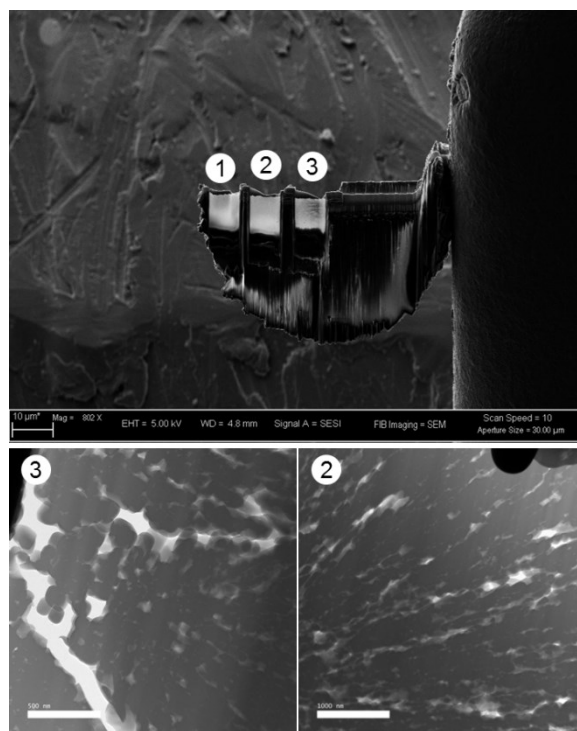 1
2
3
10 µm*
Mag = 802 X
EHT = 5.00 kV
WD = 4.8 mm
Signal A = SESI
FIB Imaging = SEM
Scan Speed = 10
Aperture Size = 30.00 µm
3
2
500 nm
1000 nm